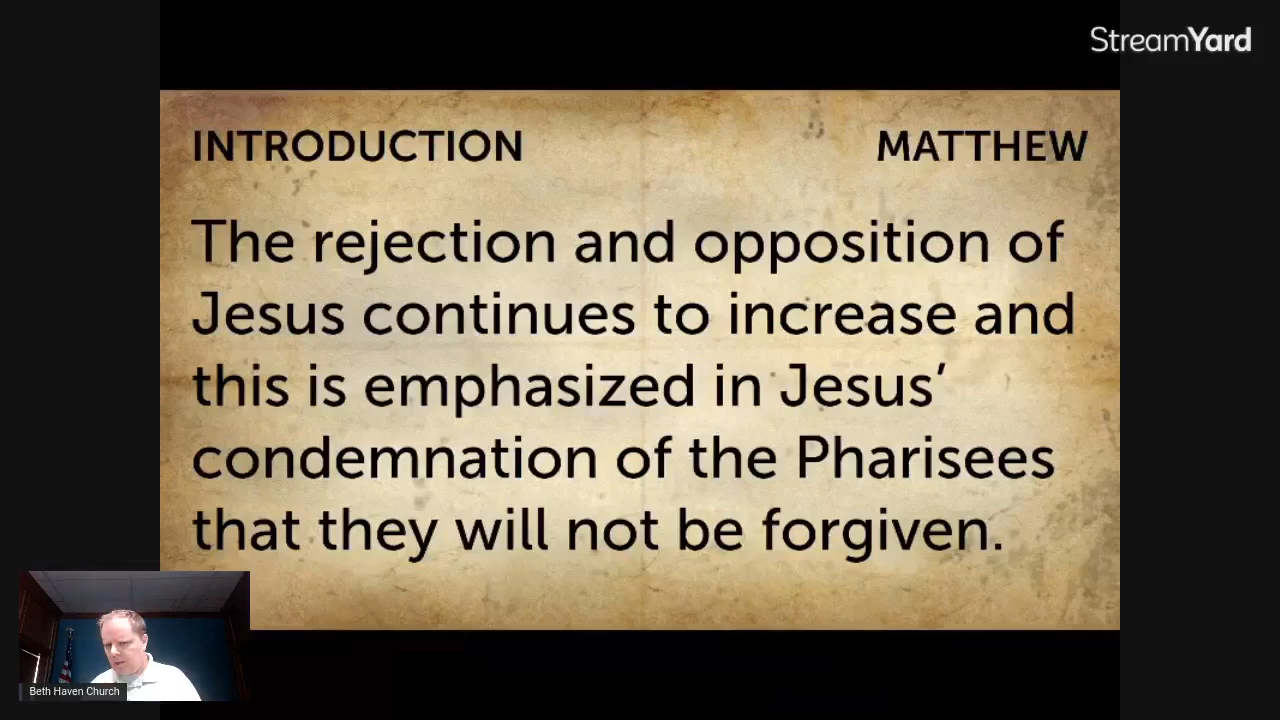 StreamYard
INTRODUCTION MATTHEW
The rejection and opposition of
Jesus continues to increase and
this is emphasized in Jesus’
condemnation of the Pharisees
that they will not be forgiven.
Beth Haven Church